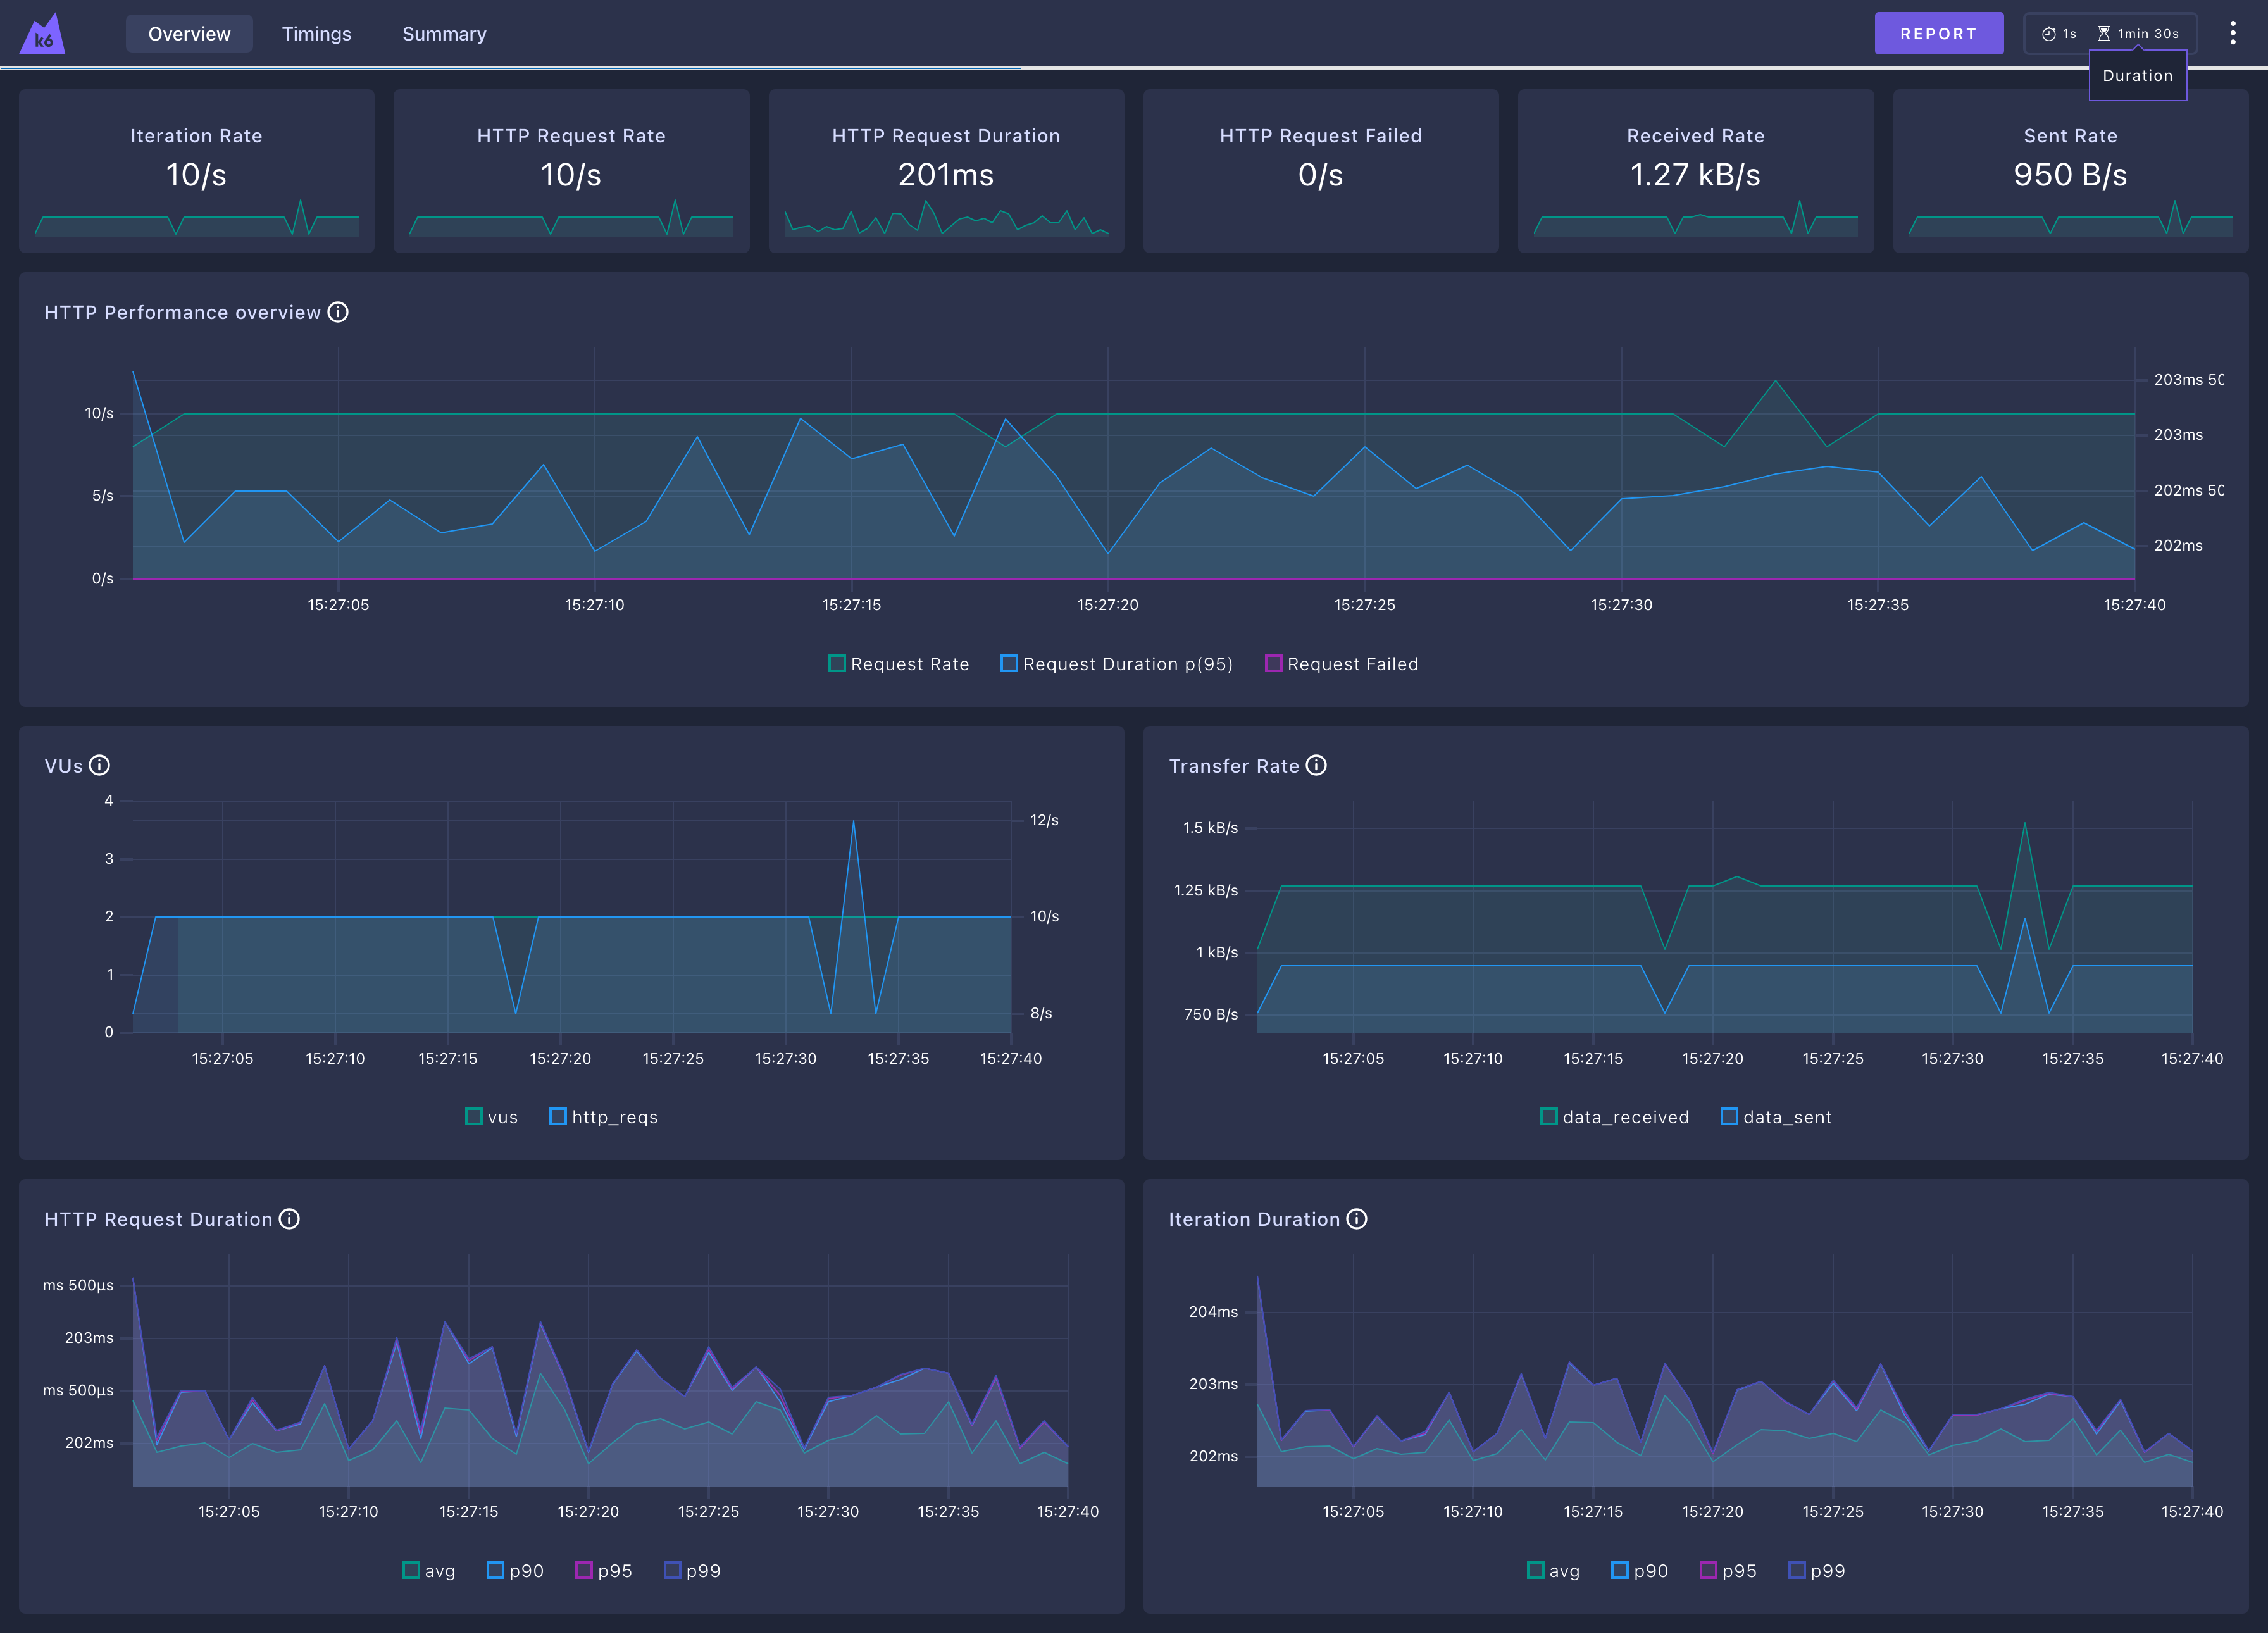 k6
Overview Timings Summary REPORT 1s 1min 30s
Duration
Iteration Rate
10/s
HTTP Request Rate
10/s
HTTP Request Duration
201ms
HTTP Request Failed
0/s
Received Rate
1.27 kB/s
Sent Rate
950 B/s
HTTP Performance overview
10/s
5/s
0/s
203ms 50
203ms
202ms 50
202ms
15:27:05 15:27:10 15:27:15 15:27:20 15:27:25 15:27:30 15:27:35 15:27:40
Request Rate Request Duration p(95) Request Failed
VUs
4
3
2
1
0
12/s
10/s
8/s
15:27:05 15:27:10 15:27:15 15:27:20 15:27:25 15:27:30 15:27:35 15:27:40
vus http_reqs
Transfer Rate
1.5 kB/s
1.25 kB/s
1 kB/s
750 B/s
15:27:05 15:27:10 15:27:15 15:27:20 15:27:25 15:27:30 15:27:35 15:27:40
data_received data_sent
HTTP Request Duration
ms 500µs
203ms
ms 500µs
202ms
15:27:05 15:27:10 15:27:15 15:27:20 15:27:25 15:27:30 15:27:35 15:27:40
avg p90 p95 p99
Iteration Duration
204ms
203ms
202ms
15:27:05 15:27:10 15:27:15 15:27:20 15:27:25 15:27:30 15:27:35 15:27:40
avg p90 p95 p99